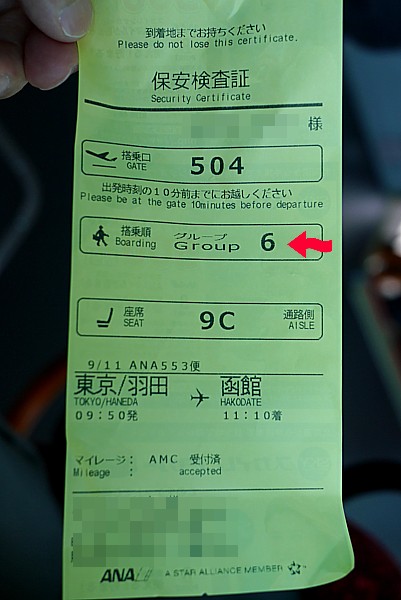 到着地までお持ちください
Please do not lose this certificate.
保安検査証
Security Certificate
様
搭乗口
GATE
504
出発時刻の10分前までにお越しください
Please be at the gate 10minutes before departure
搭乗順
Boarding
グループ
Group
6
座席
SEAT
9C
通路側
AISLE
9/11 ANA553便
東京/羽田 函館
TOKYO/HANEDA HAKODATE
09:50発 11:10着
マイレージ: AMC 受付済
Mileage : accepted
ANA A STAR ALLIANCE MEMBER